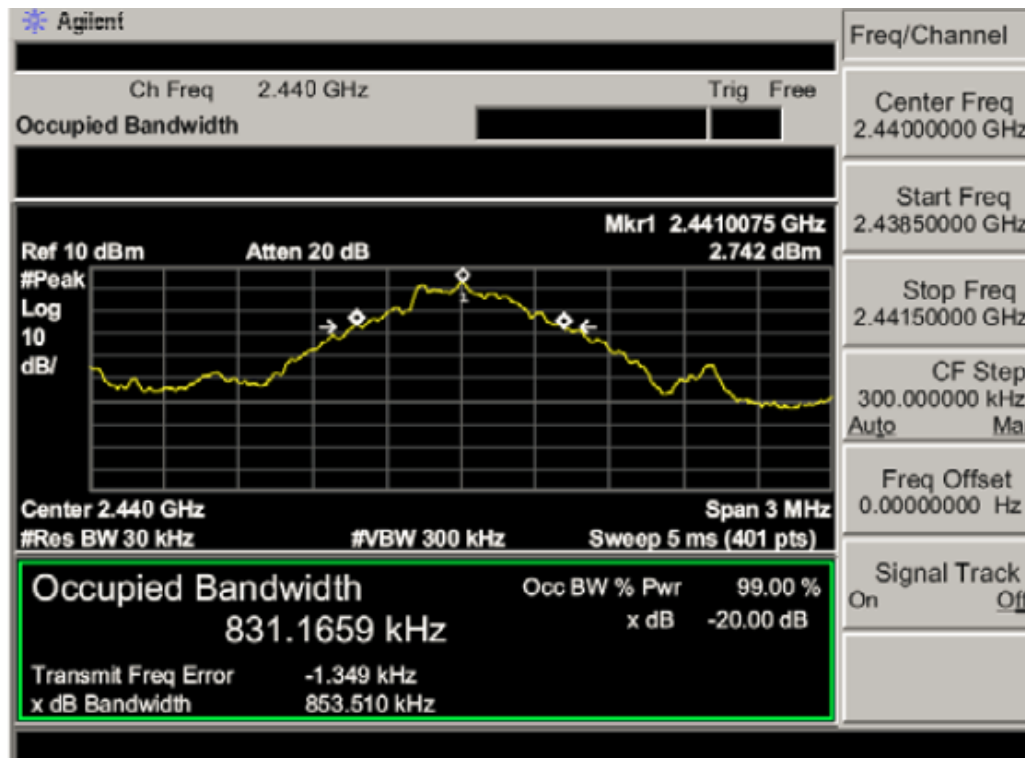 Agilent
Freq/Channel
Ch Freq 2.440 GHz Trig Free
Occupied Bandwidth
Center Freq
2.44000000 GHz
Start Freq
2.43850000 GHz
Stop Freq
2.44150000 GHz
CF Step
300.000000 kHz
Auto Ma
Freq Offset
0.00000000 Hz
Signal Track
On Off
Mkr1 2.4410075 GHz
Ref 10 dBm Atten 20 dB 2.742 dBm
#Peak
Log
10
dB/
1
Center 2.440 GHz Span 3 MHz
#Res BW 30 kHz #VBW 300 kHz Sweep 5 ms (401 pts)
Occupied Bandwidth Occ BW % Pwr 99.00 %
831.1659 kHz x dB -20.00 dB
Transmit Freq Error -1.349 kHz
x dB Bandwidth 853.510 kHz